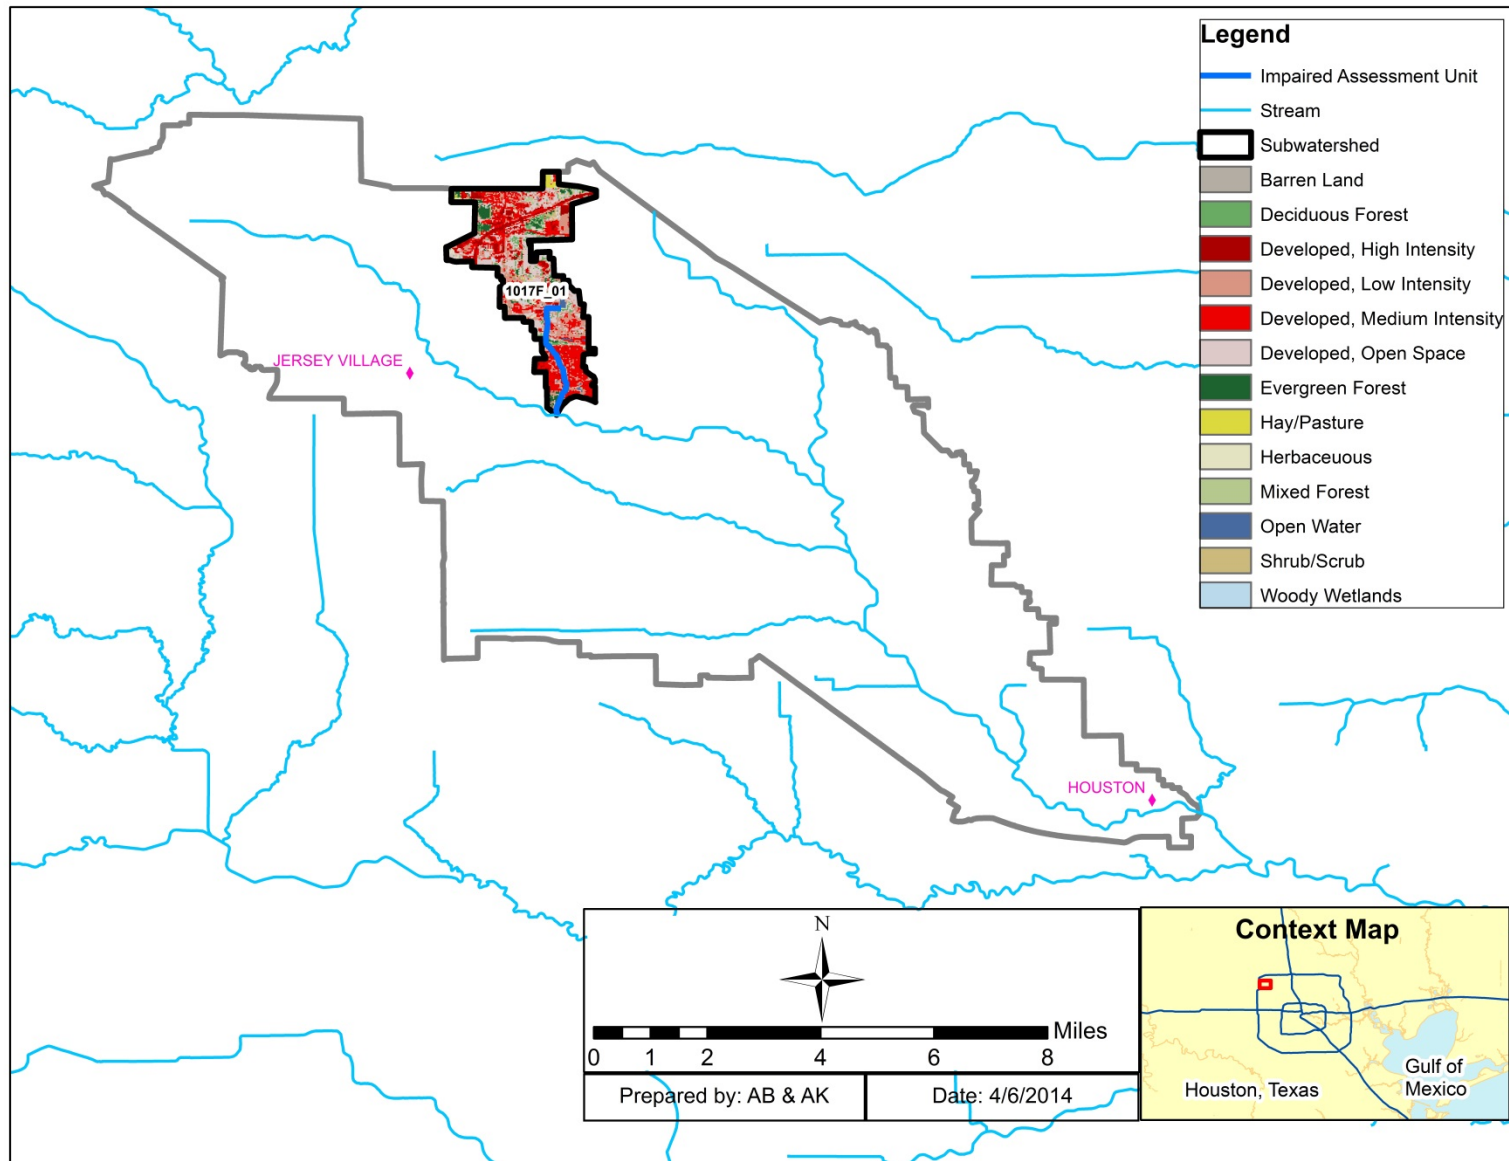 Legend
Impaired Assessment Unit
Stream
Subwatershed
Barren Land
Deciduous Forest
Developed, High Intensity
Developed, Low Intensity
Developed, Medium Intensity
Developed, Open Space
Evergreen Forest
Hay/Pasture
Herbaceuous
Mixed Forest
Open Water
Shrub/Scrub
Woody Wetlands
1017F_01
JERSEY VILLAGE
HOUSTON
N
Miles
0 1 2 4 6 8
Prepared by: AB & AK
Date: 4/6/2014
Context Map
Gulf of
Mexico
Houston, Texas